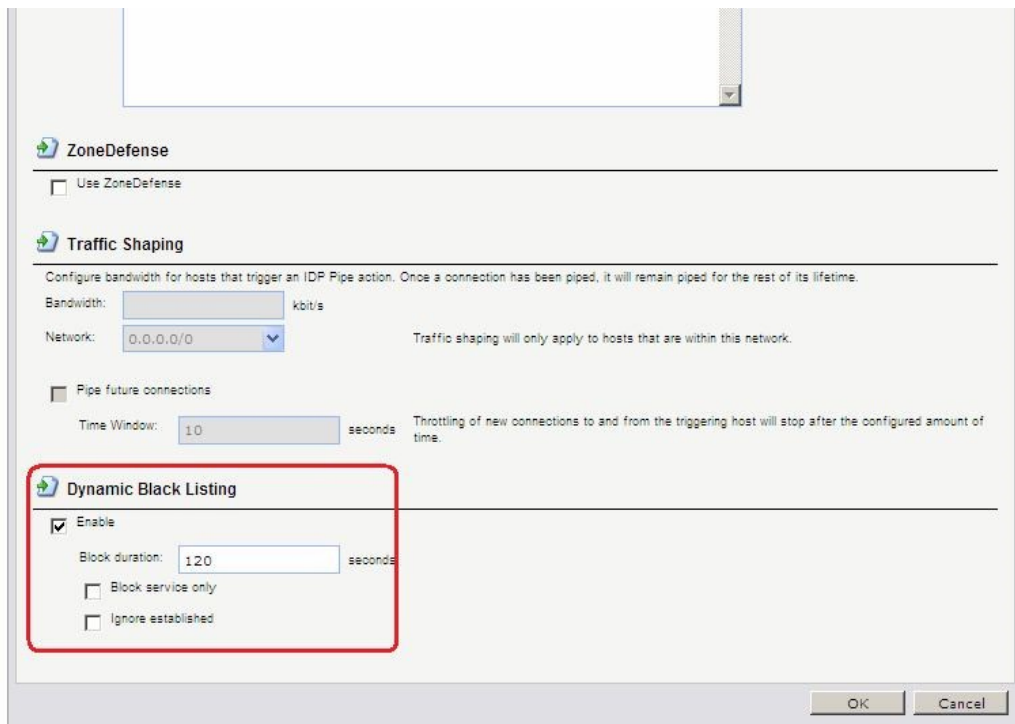 ZoneDefense
Use ZoneDefense
Traffic Shaping
Configure bandwidth for hosts that trigger an IDP Pipe action. Once a connection has been piped, it will remain piped for the rest of its lifetime.
Bandwidth: kbit/s
Network: 0.0.0.0/0 Traffic shaping will only apply to hosts that are within this network.
Pipe future connections
Time Window: 10 seconds Throttling of new connections to and from the triggering host will stop after the configured amount of
time.
Dynamic Black Listing
Enable
Block duration: 120 seconds
Block service only
Ignore established
OK Cancel